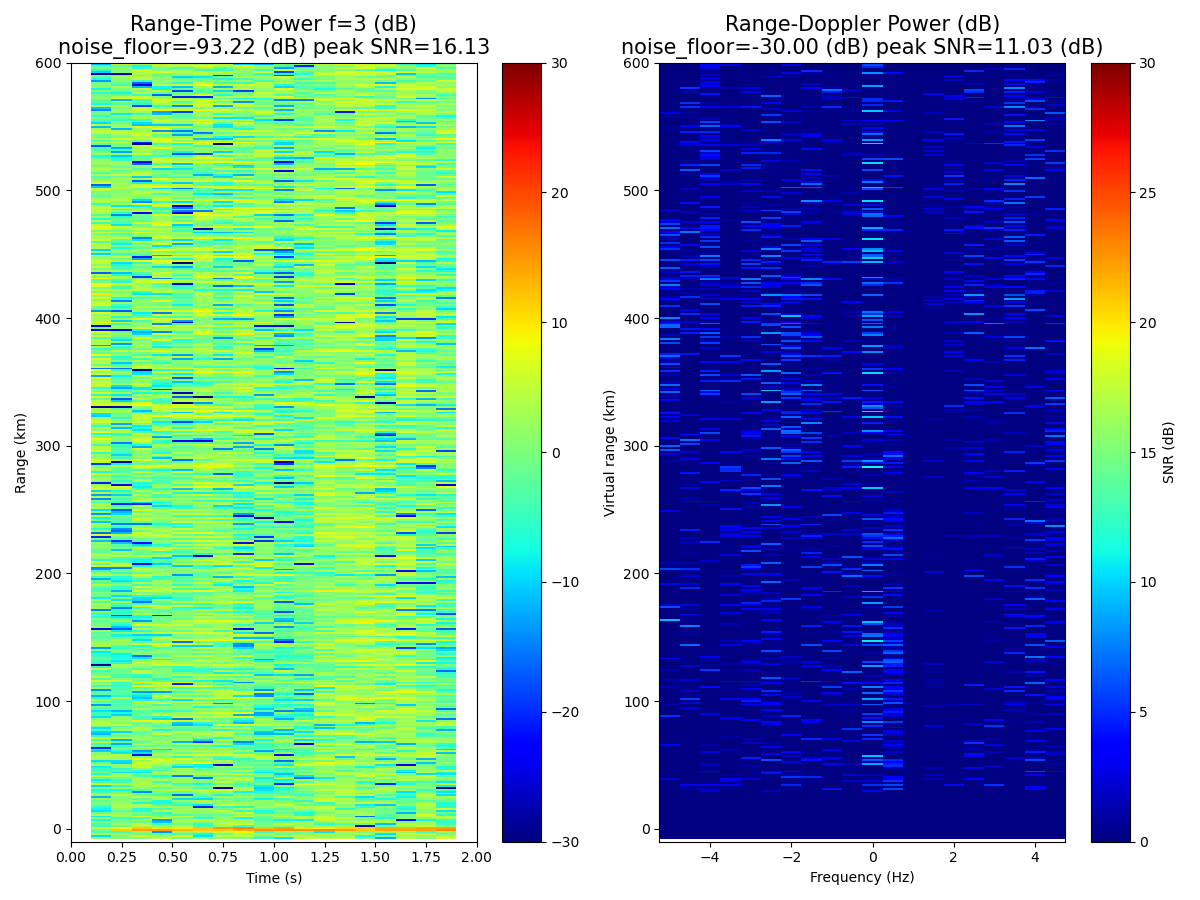 Range-Time Power f=3 (dB)
noise_floor=-93.22 (dB) peak SNR=16.13
600
500
400
300
200
100
0
Range (km)
0.00 0.25 0.50 0.75 1.00 1.25 1.50 1.75 2.00
Time (s)
30
20
10
0
−10
−20
−30
Range-Doppler Power (dB)
noise_floor=-30.00 (dB) peak SNR=11.03 (dB)
600
500
400
300
200
100
0
Virtual range (km)
−4 −2 0 2 4
Frequency (Hz)
30
25
20
15
10
5
0
SNR (dB)